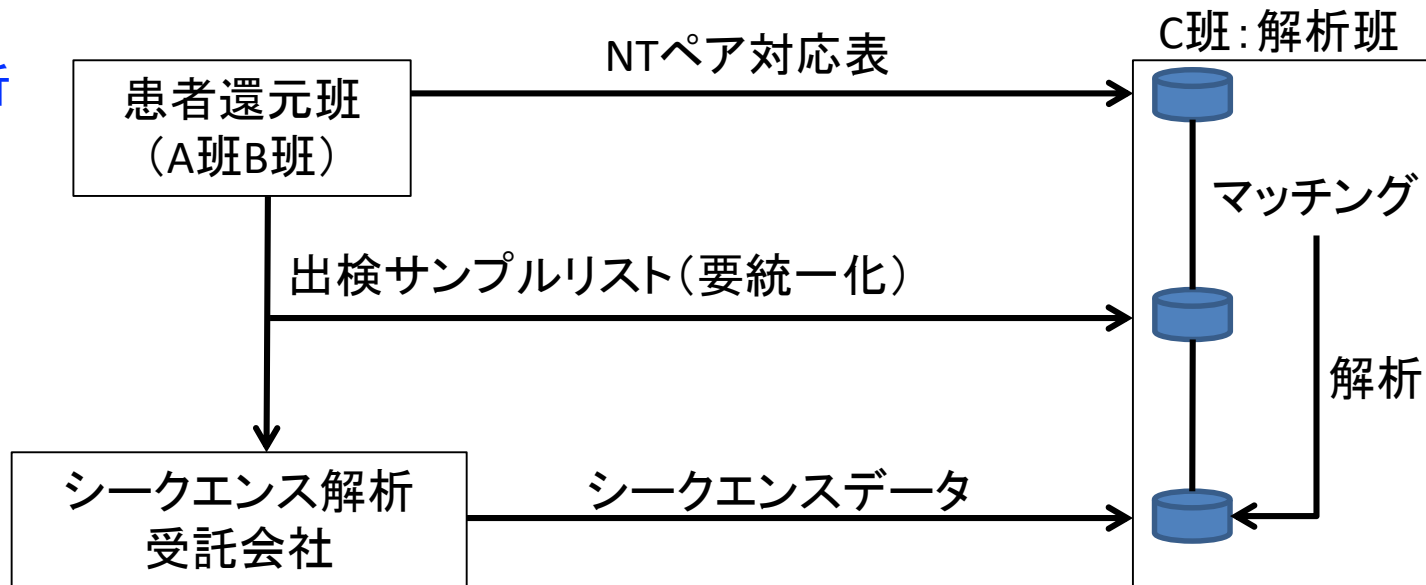 NTペア対応表
C班：解析班
析
患者還元班
（A班B班）
マッチング
出検サンプルリスト（要統一化）
解析
シークエンス解析
受託会社
シークエンスデータ